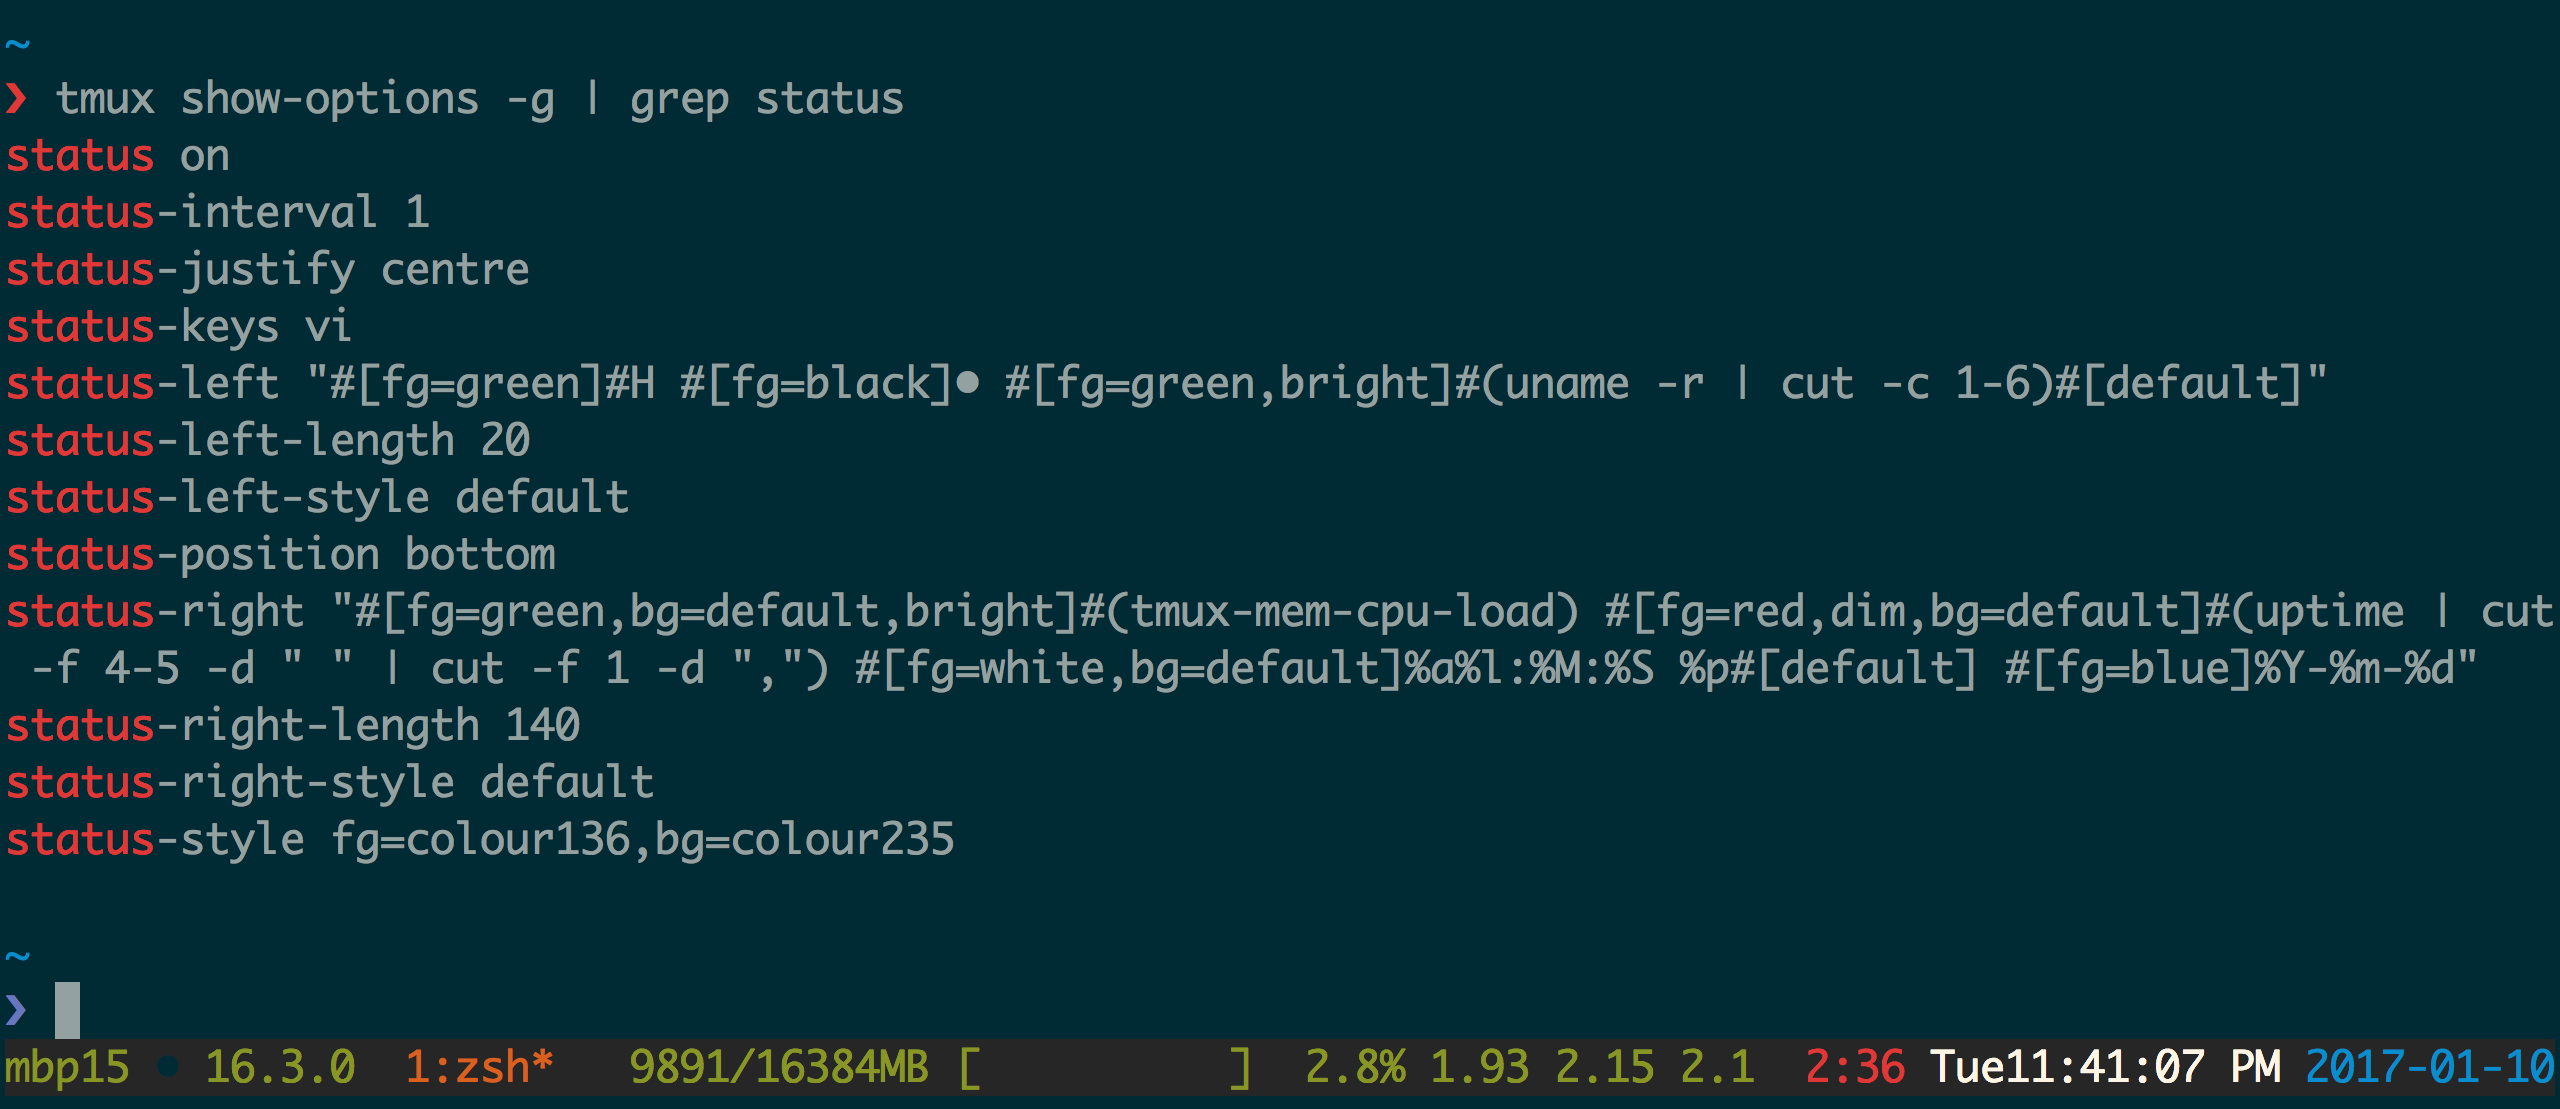 ~
❯ tmux show-options -g | grep status
status on
status-interval 1
status-justify centre
status-keys vi
status-left "#[fg=green]#H #[fg=black]● #[fg=green,bright]#(uname -r | cut -c 1-6)#[default]"
status-left-length 20
status-left-style default
status-position bottom
status-right "#[fg=green,bg=default,bright]#(tmux-mem-cpu-load) #[fg=red,dim,bg=default]#(uptime | cut
 -f 4-5 -d " " | cut -f 1 -d ",") #[fg=white,bg=default]%a%l:%M:%S %p#[default] #[fg=blue]%Y-%m-%d"
status-right-length 140
status-right-style default
status-style fg=colour136,bg=colour235
~
❯
mbp15 ● 16.3.0  1:zsh*   9891/16384MB [          ]  2.8% 1.93 2.15 2.1  2:36 Tue11:41:07 PM 2017-01-10